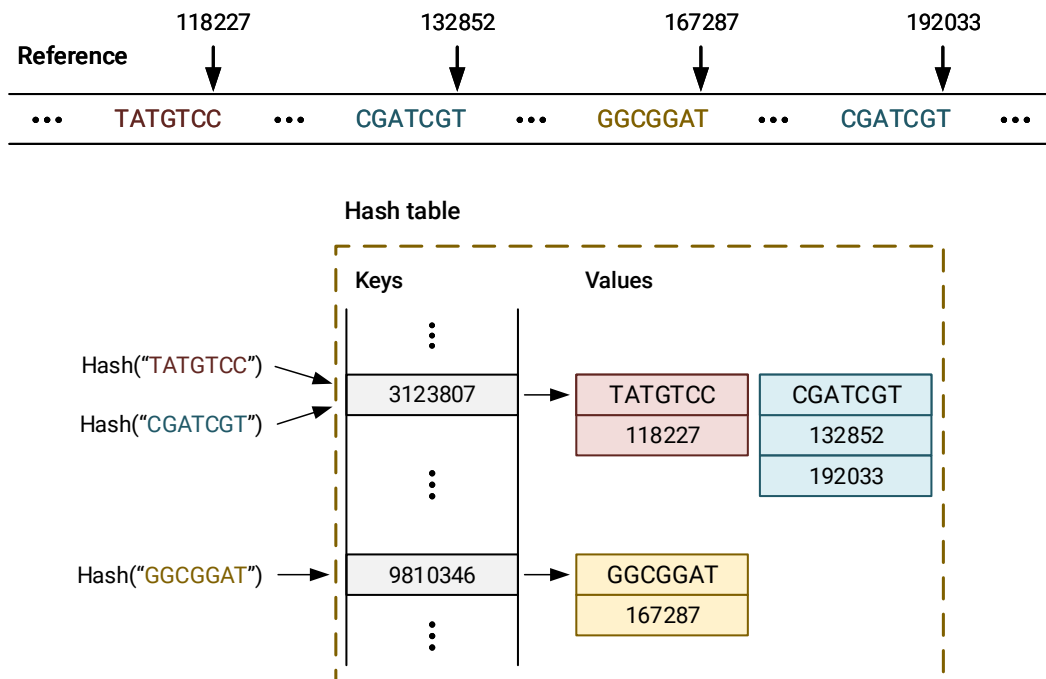 118227 132852 167287 192033
Reference
••• TATGTCC ••• CGATCGT ••• GGCGGAT ••• CGATCGT •••
Hash table
Keys Values
Hash(“TATGTCC”)
3123807 TATGTCC CGATCGT
Hash(“CGATCGT”) 118227 132852
192033
Hash(“GGCGGAT”) 9810346 GGCGGAT
167287